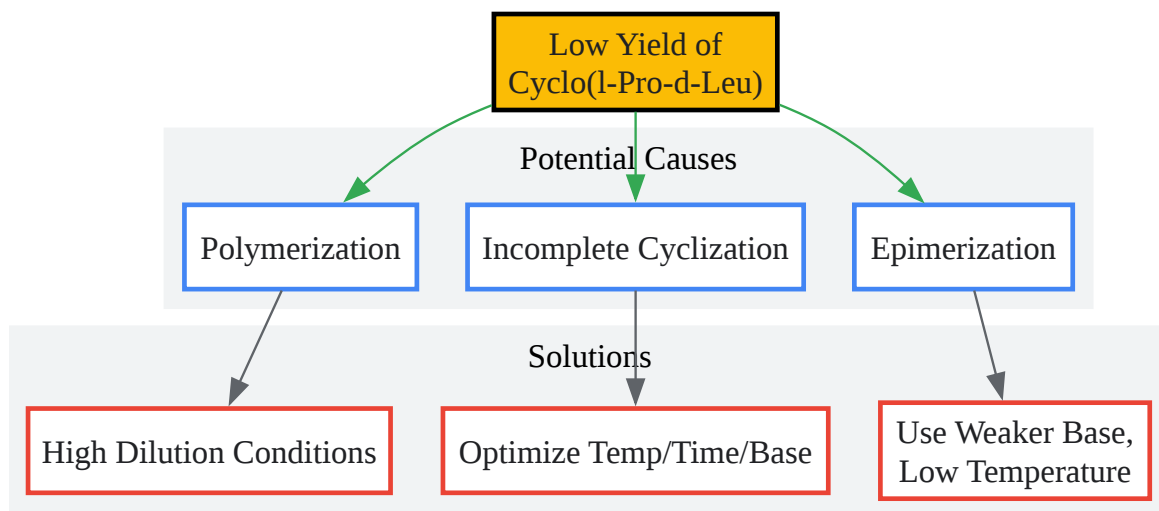 Low Yield of
Cyclo(l-Pro-d-Leu)
Potential Causes
Polymerization
Incomplete Cyclization
Epimerization
Solutions
High Dilution Conditions
Optimize Temp/Time/Base
Use Weaker Base,
Low Temperature